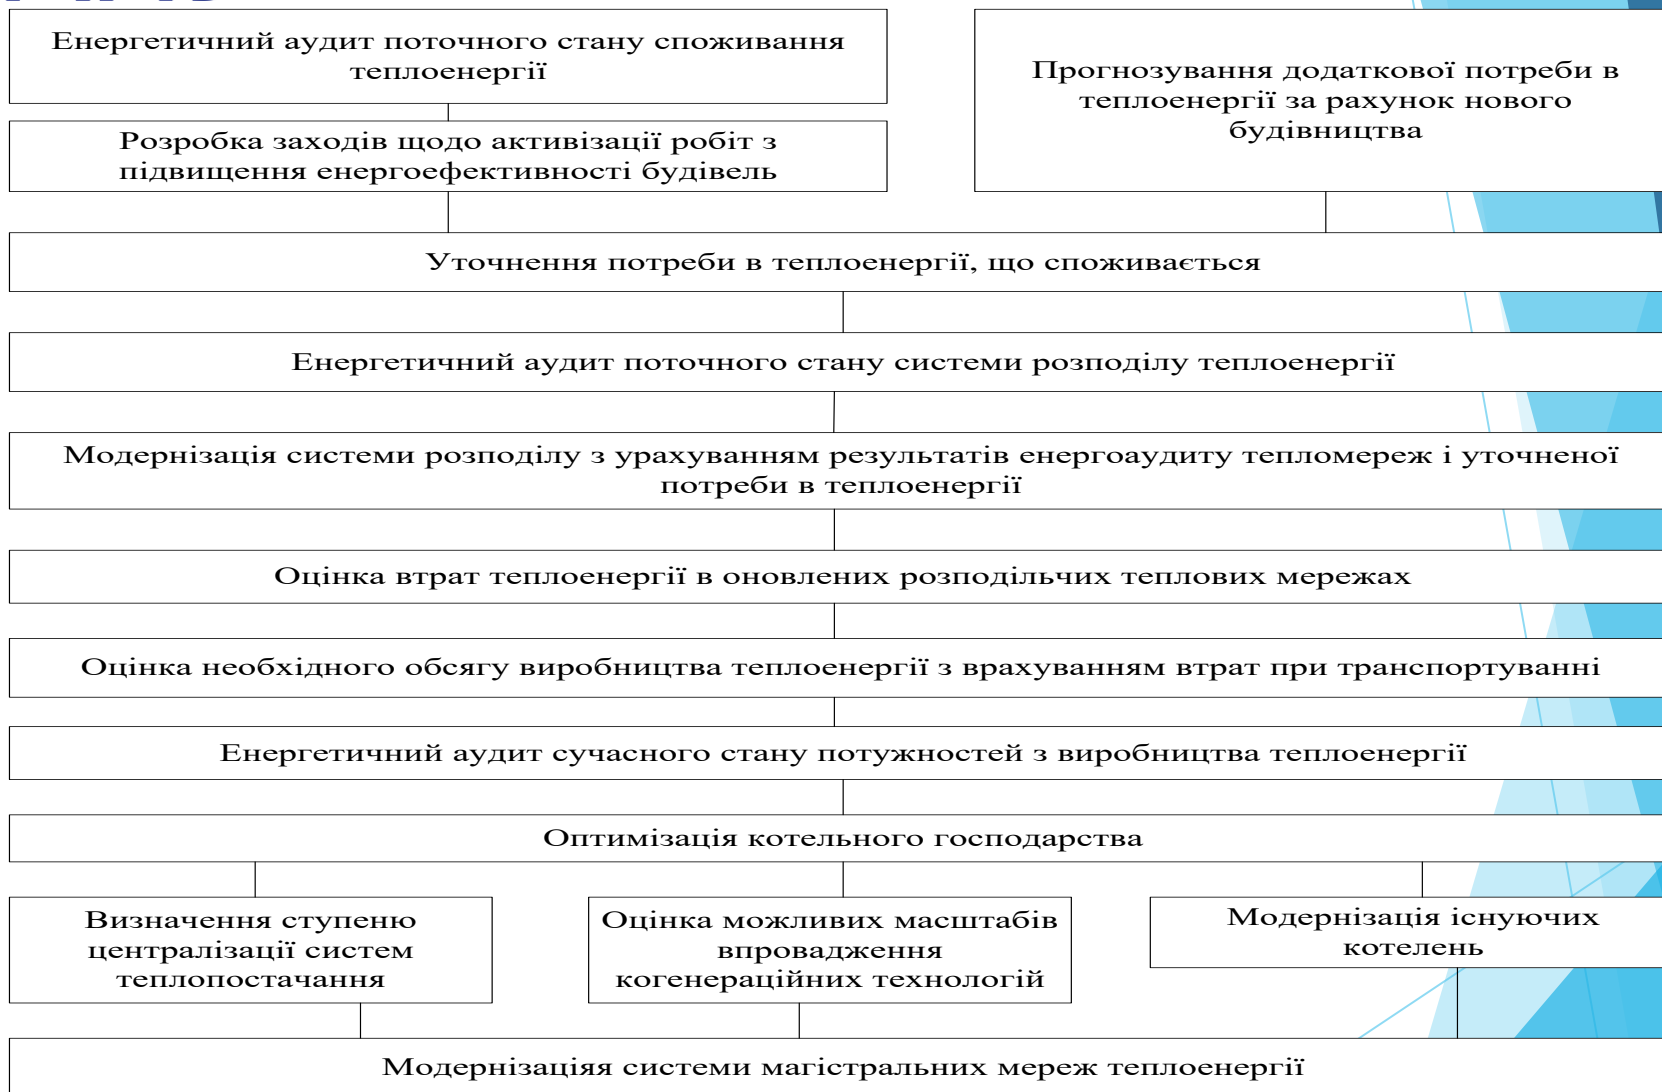 Енергетичний аудит поточного стану споживання
теплоенергії
Прогнозування додаткової потреби в
теплоенергії за рахунок нового
будівництва
Розробка заходів щодо активізації робіт з
підвищення енергоефективності будівель
Уточнення потреби в теплоенергії, що споживається
Енергетичний аудит поточного стану системи розподілу теплоенергії
Модернізація системи розподілу з урахуванням результатів енергоаудиту тепломереж і уточненої
потреби в теплоенергії
Оцінка втрат теплоенергії в оновлених розподільчих теплових мережах
Оцінка необхідного обсягу виробництва теплоенергії з врахуванням втрат при транспортуванні
Енергетичний аудит сучасного стану потужностей з виробництва теплоенергії
Оптимізація котельного господарства
Визначення ступеню
централізації систем
теплопостачання
Оцінка можливих масштабів
впровадження
когенераційних технологій
Модернізація існуючих
котелень
Модернізаціяя системи магістральних мереж теплоенергії